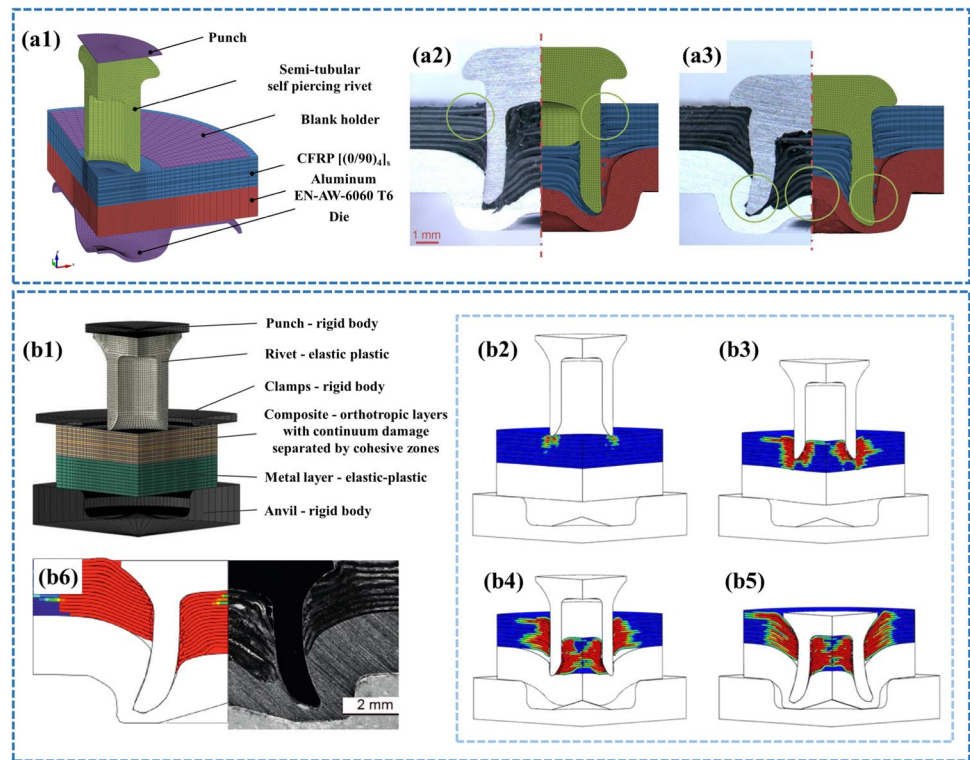 (a1)
Punch
Semi-tubular
self piercing rivet
Blank holder
CFRP [(0/90)₄]ₛ
Aluminum
EN-AW-6060 T6
Die
(a2)
1 mm
(a3)
(b1)
Punch - rigid body
Rivet - elastic plastic
Clamps - rigid body
Composite - orthotropic layers
with continuum damage
separated by cohesive zones
Metal layer - elastic-plastic
Anvil - rigid body
(b2)
(b3)
(b4)
(b5)
(b6)
2 mm